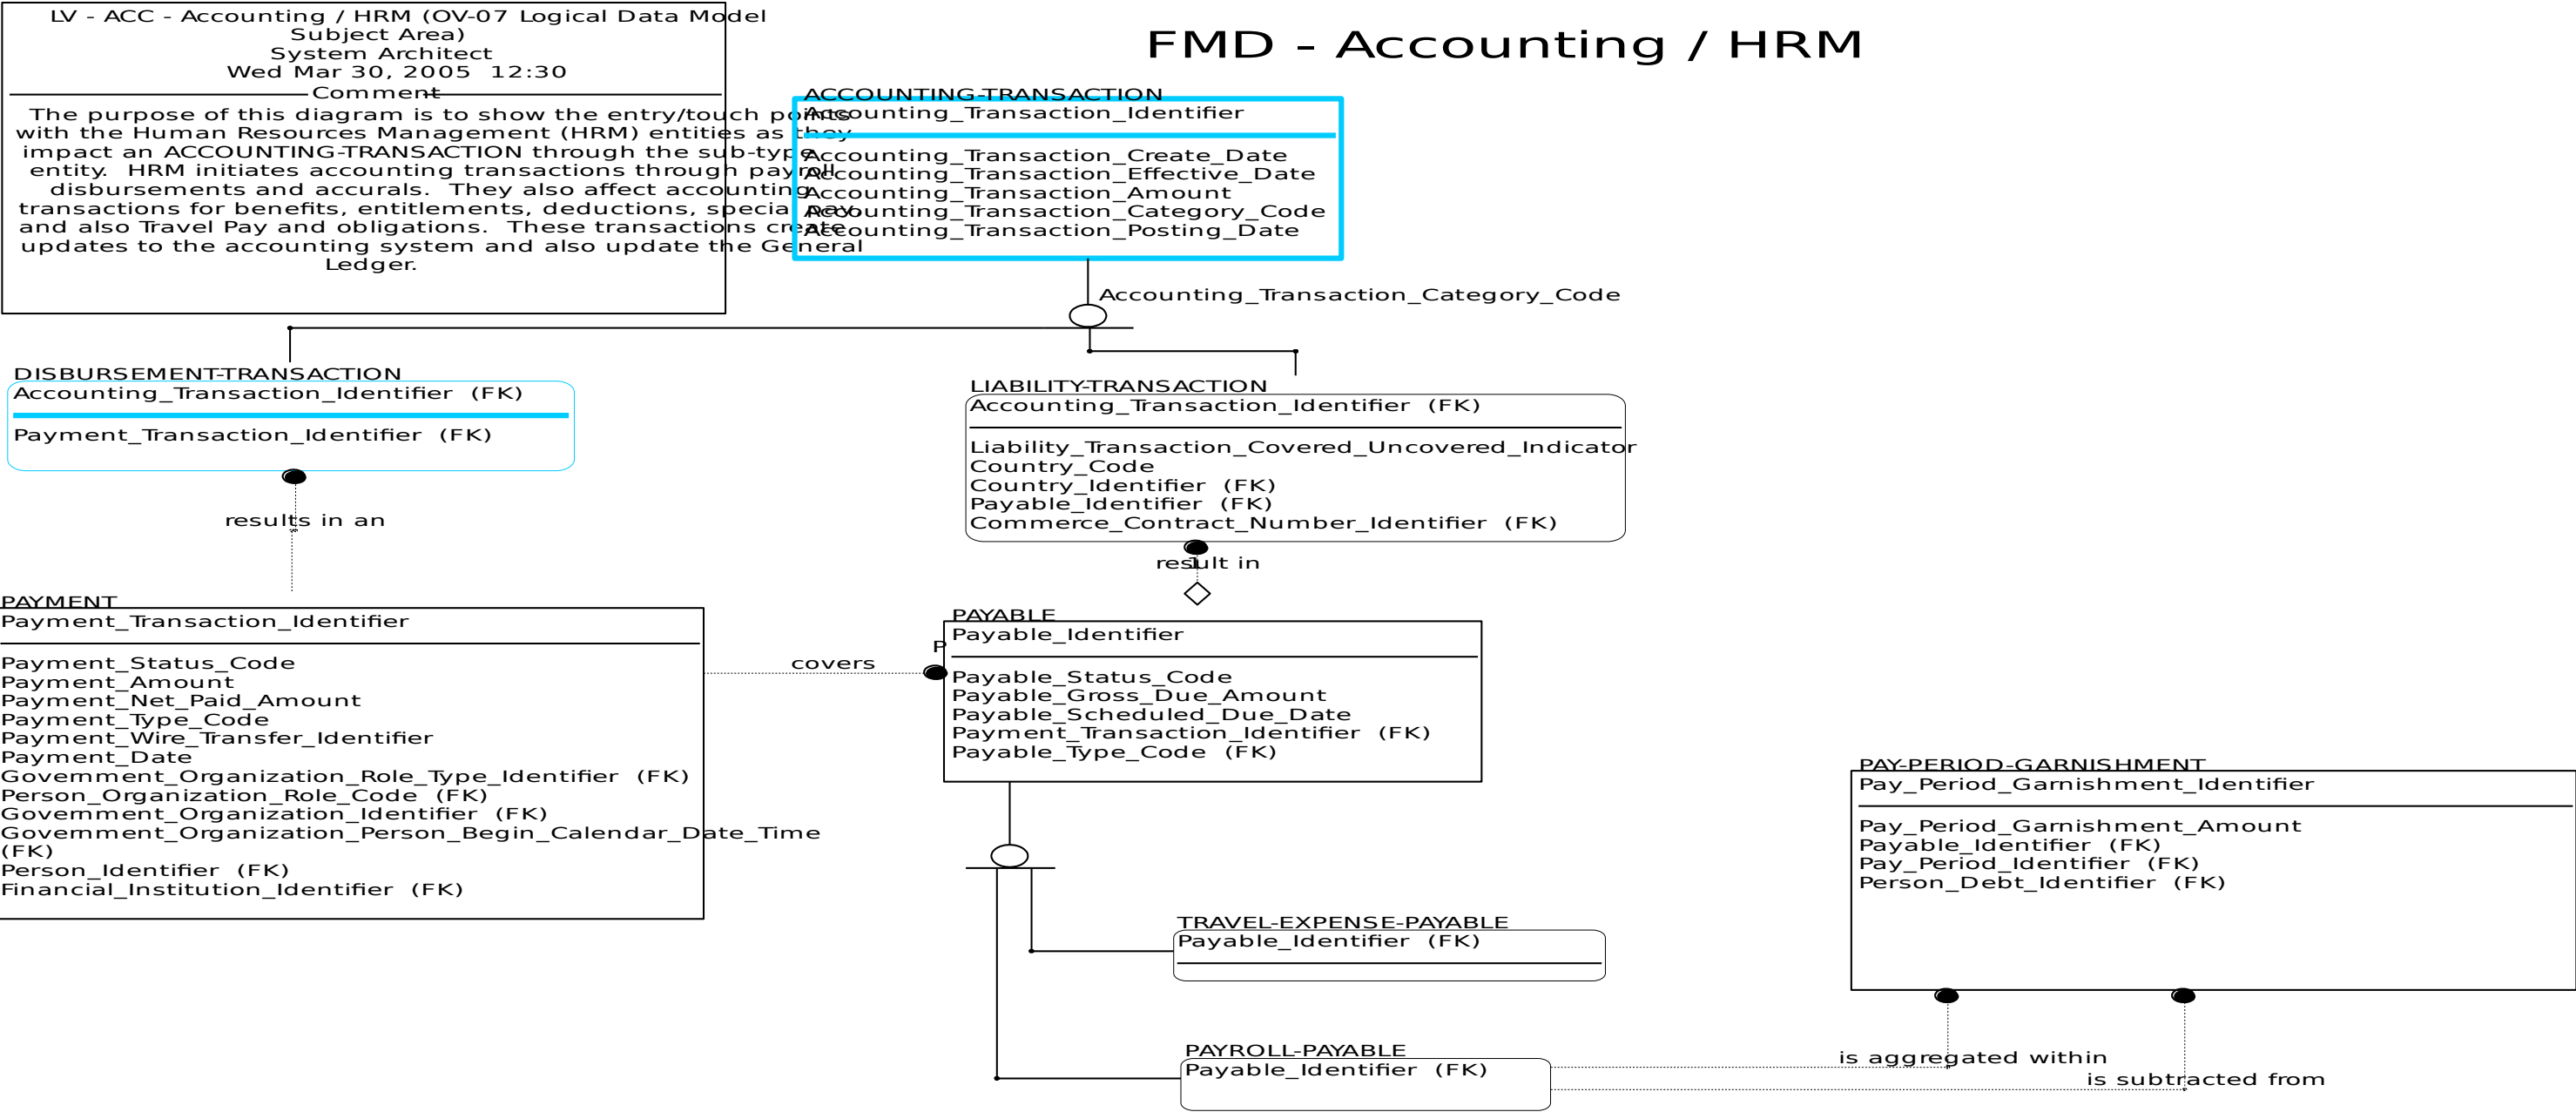 LV - ACC - Accounting / HRM (OV-07 Logical Data Model
Subject Area)
System Architect
Wed Mar 30, 2005  12:30
Comment
The purpose of this diagram is to show the entry/touch points
with the Human Resources Management (HRM) entities as they
impact an ACCOUNTING-TRANSACTION through the sub-type
entity.  HRM initiates accounting transactions through payroll
disbursements and accurals.  They also affect accounting
transactions for benefits, entitlements, deductions, special pay,
and also Travel Pay and obligations.  These transactions create
updates to the accounting system and also update the General
Ledger.
FMD - Accounting / HRM
ACCOUNTING-TRANSACTION
Accounting_Transaction_Identifier
Accounting_Transaction_Create_Date
Accounting_Transaction_Effective_Date
Accounting_Transaction_Amount
Accounting_Transaction_Category_Code
Accounting_Transaction_Posting_Date
Accounting_Transaction_Category_Code
DISBURSEMENT-TRANSACTION
Accounting_Transaction_Identifier (FK)
Payment_Transaction_Identifier (FK)
results in an
LIABILITY-TRANSACTION
Accounting_Transaction_Identifier (FK)
Liability_Transaction_Covered_Uncovered_Indicator
Country_Code
Country_Identifier (FK)
Payable_Identifier (FK)
Commerce_Contract_Number_Identifier (FK)
result in
PAYMENT
Payment_Transaction_Identifier
Payment_Status_Code
Payment_Amount
Payment_Net_Paid_Amount
Payment_Type_Code
Payment_Wire_Transfer_Identifier
Payment_Date
Government_Organization_Role_Type_Identifier (FK)
Person_Organization_Role_Code (FK)
Government_Organization_Identifier (FK)
Government_Organization_Person_Begin_Calendar_Date_Time
(FK)
Person_Identifier (FK)
Financial_Institution_Identifier (FK)
covers
P
PAYABLE
Payable_Identifier
Payable_Status_Code
Payable_Gross_Due_Amount
Payable_Scheduled_Due_Date
Payment_Transaction_Identifier (FK)
Payable_Type_Code (FK)
PAY-PERIOD-GARNISHMENT
Pay_Period_Garnishment_Identifier
Pay_Period_Garnishment_Amount
Payable_Identifier (FK)
Pay_Period_Identifier (FK)
Person_Debt_Identifier (FK)
TRAVEL-EXPENSE-PAYABLE
Payable_Identifier (FK)
PAYROLL-PAYABLE
Payable_Identifier (FK)
is aggregated within
is subtracted from